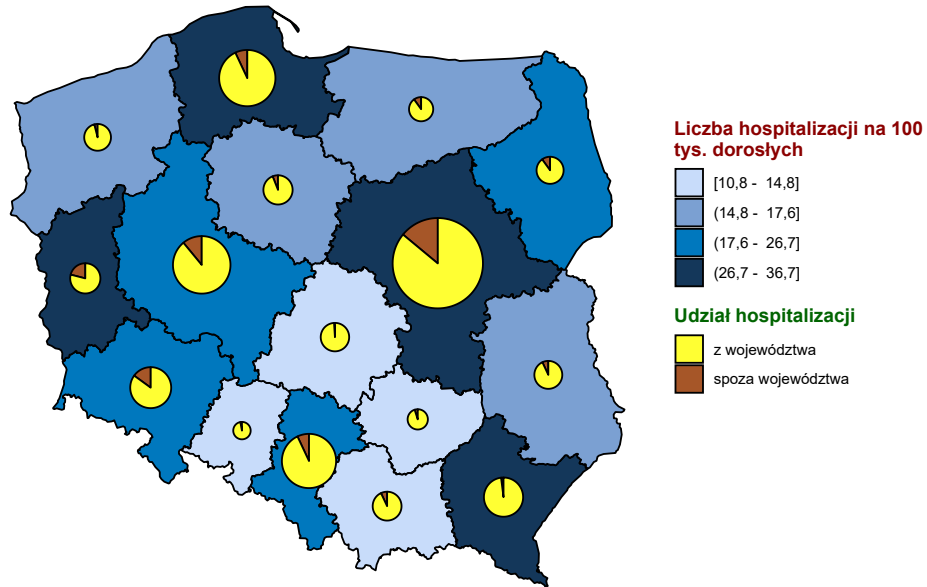 Liczba hospitalizacji na 100
tys. dorosłych
[10,8 - 14,8]
(14,8 - 17,6]
(17,6 - 26,7]
(26,7 - 36,7]
Udział hospitalizacji
z województwa
spoza województwa